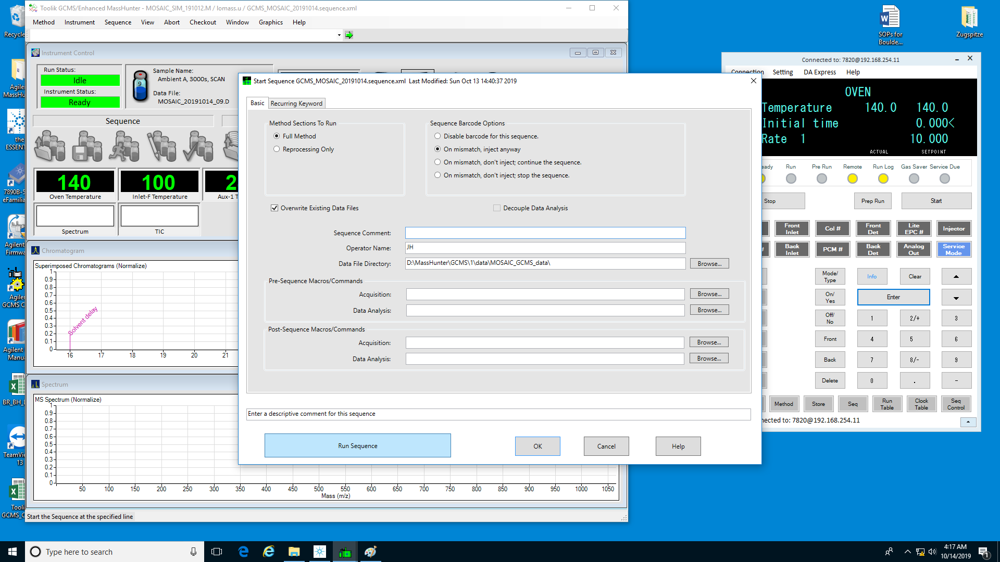 Recycle
Agile
MassHu
the
ESSENT
7890B-5
eFamilia
Agilent
Firmwa
Agile
GCMS C
Agilent
Manu
BR_BH_
TeamVie
13
Tooli
GCMS_C
SOPs for
Boulde...
Zugspitze
Toolik GCMS/Enhanced MassHunter - MOSAIC_SIM_191012.M / lomass.u / GCMS_MOSAIC_20191014.sequence.xml
Method Instrument Sequence View Abort Checkout Window Graphics Help
Instrument Control
Run Status:
Idle
Instrument Status:
Ready
9
Sample Name:
Ambient A, 3000s, SCAN
Data File:
MOSAIC_20191014_09.D
Sequence
140
Oven Temperature
100
Inlet-F Temperature
2
Aux-1 T
Spectrum
TIC
Chromatogram
Superimposed Chromatograms (Normalize)
1
0.9
0.8
0.7
0.6
0.5
0.4
0.3
0.2
0.1
0
Solvent delay
16 17 18 19 20 21
Spectrum
MS Spectrum (Normalize)
1
0.9
0.8
0.7
0.6
0.5
0.4
0.3
0.2
0.1
0
50 100 150 200 250 300 350 400 450 500 550 600 650 700 750 800 850 900 950 1000 1050
Mass (m/z)
Start the Sequence at the specified line
Start Sequence GCMS_MOSAIC_20191014.sequence.xml Last Modified: Sun Oct 13 14:40:37 2019
Basic Recurring Keyword
Method Sections To Run
Full Method
Reprocessing Only
Sequence Barcode Options
Disable barcode for this sequence.
On mismatch, inject anyway
On mismatch, don't inject; continue the sequence.
On mismatch, don't inject; stop the sequence.
Overwrite Existing Data Files
Decouple Data Analysis
Sequence Comment:
Operator Name: JH
Data File Directory: D:\MassHunter\GCMS\1\data\MOSAIC_GCMS_data\ Browse...
Pre-Sequence Macros/Commands
Acquisition: Browse...
Data Analysis: Browse...
Post-Sequence Macros/Commands
Acquisition: Browse...
Data Analysis: Browse...
Enter a descriptive comment for this sequence
Run Sequence OK Cancel Help
Connected to: 7820@192.168.254.11
Connection Setting DA Express Help
OVEN
Temperature 140.0 140.0
Initial time 0.000<
Rate 1 10.000
ACTUAL SETPOINT
eady Run Pre Run Remote Run Log Gas Saver Service Due
Stop Prep Run Start
Front Inlet Col # Front Det Lite EPC # Injector
# Back Inlet PCM # Back Det Analog Out Service Mode
Mode/Type Info Clear
On/Yes Enter
Off/No 1 2/+ 3
Front 4 5 6
Back 7 8/- 9
Delete 0 . -
Method Store Seq Run Table Clock Table Seq Control
nected to: 7820@192.168.254.11
Type here to search
4:17 AM
10/14/2019
1